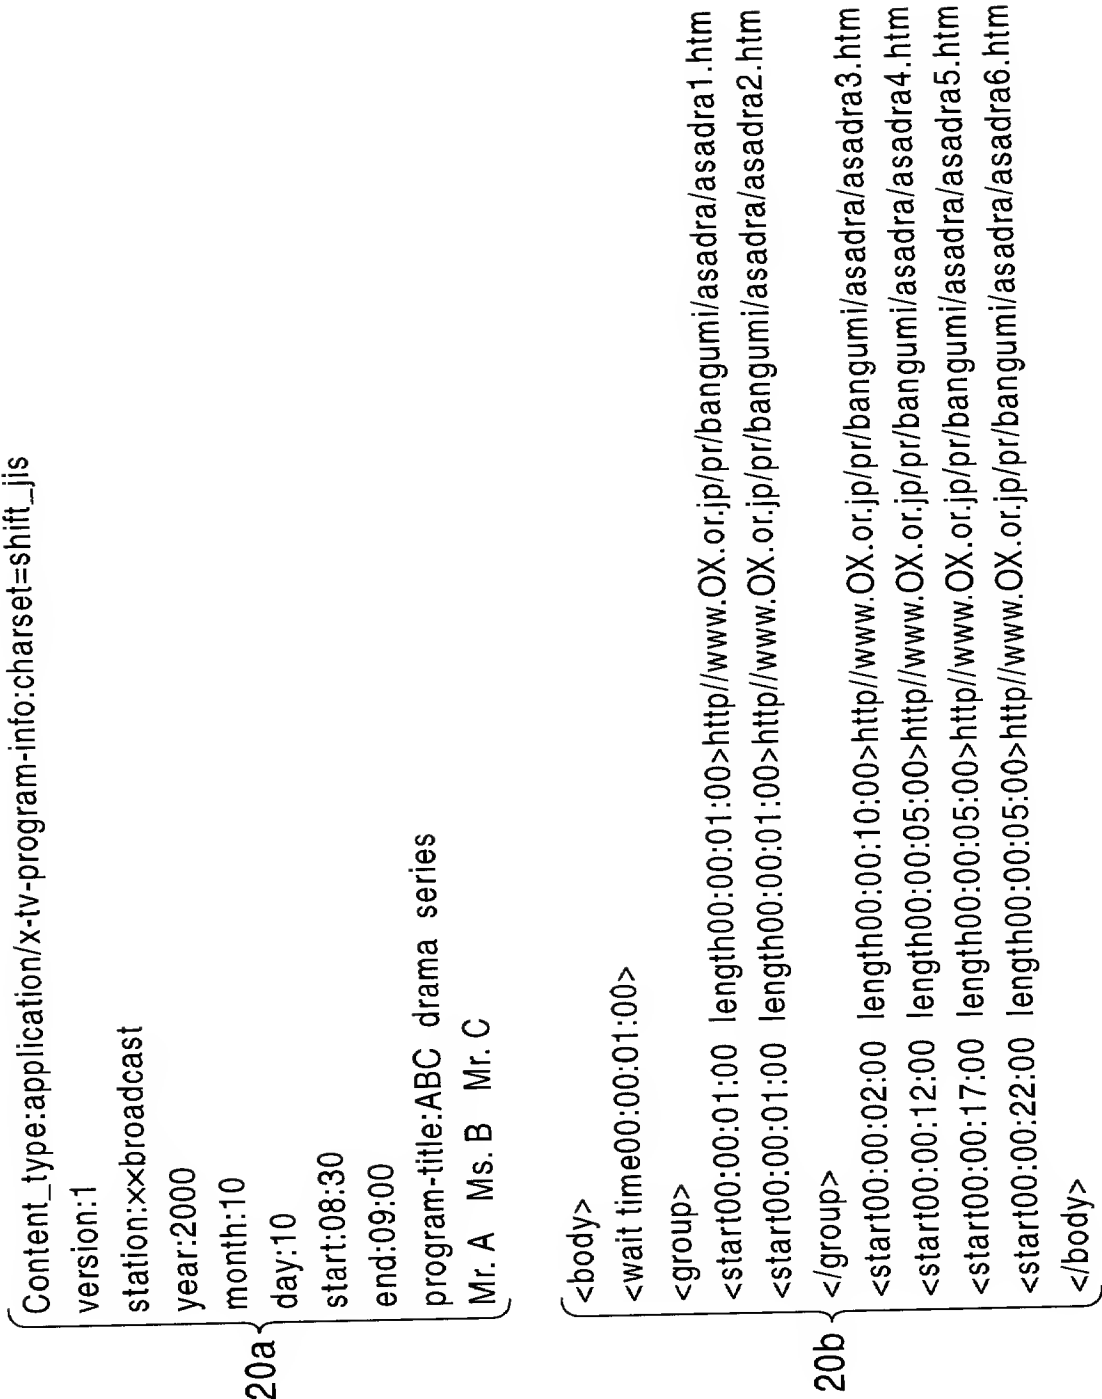 20a
Content_type:application/x-tv-program-info:charset=shift_jis
version:1
station:××broadcast
year:2000
month:10
day:10
start:08:30
end:09:00
program-title:ABC drama series
Mr. A Ms. B Mr. C
20b
<body>
<wait time00:00:01:00>
<group>
<start00:00:01:00 length00:00:01:00>http//www.OX.or.jp/pr/bangumi/asadra/asadra1.htm
<start00:00:01:00 length00:00:01:00>http//www.OX.or.jp/pr/bangumi/asadra/asadra2.htm
</group>
<start00:00:02:00 length00:00:10:00>http//www.OX.or.jp/pr/bangumi/asadra/asadra3.htm
<start00:00:12:00 length00:00:05:00>http//www.OX.or.jp/pr/bangumi/asadra/asadra4.htm
<start00:00:17:00 length00:00:05:00>http//www.OX.or.jp/pr/bangumi/asadra/asadra5.htm
<start00:00:22:00 length00:00:05:00>http//www.OX.or.jp/pr/bangumi/asadra/asadra6.htm
</body>